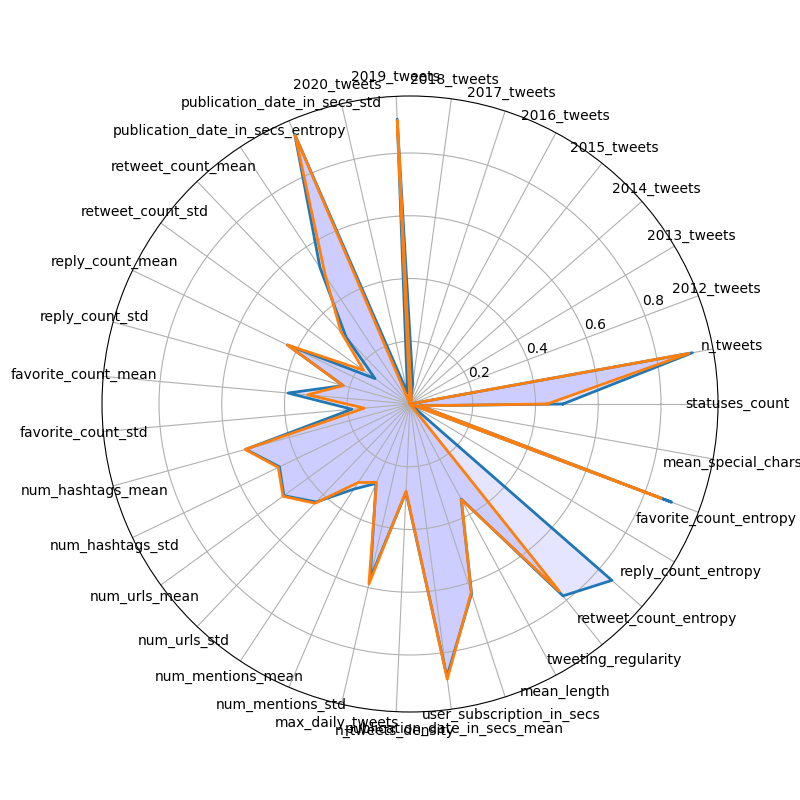 2019_tweets
2018_tweets
2020_tweets
2017_tweets
publication_date_in_secs_std
2016_tweets
publication_date_in_secs_entropy
2015_tweets
retweet_count_mean
2014_tweets
retweet_count_std
2013_tweets
reply_count_mean
2012_tweets
0.8
reply_count_std
0.6
n_tweets
0.4
favorite_count_mean
0.2
statuses_count
favorite_count_std
mean_special_chars
num_hashtags_mean
favorite_count_entropy
num_hashtags_std
reply_count_entropy
num_urls_mean
retweet_count_entropy
num_urls_std
tweeting_regularity
num_mentions_mean
mean_length
num_mentions_std
user_subscription_in_secs
max_daily_tweets
publication_date_in_secs_mean
n_tweets_density